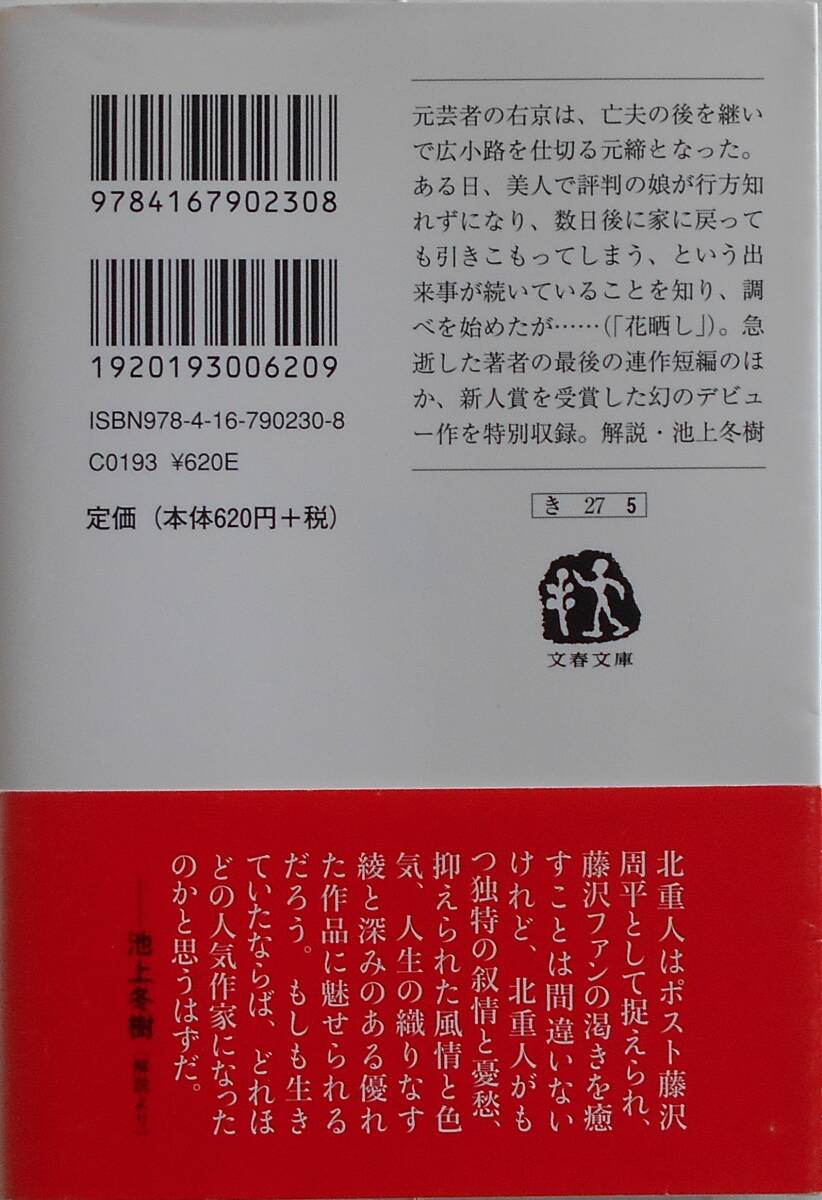 9784167902308
1920193006209
ISBN978-4-16-790230-8
C0193 ¥620E
定価（本体620円＋税）
元芸者の右京は、亡夫の後を継い
で広小路を仕切る元締となった。
ある日、美人で評判の娘が行方知
れずになり、数日後に家に戻って
も引きこもってしまう、という出
来事が続いていることを知り、調
べを始めたが……(「花晒し」)。急
逝した著者の最後の連作短編のほ
か、新人賞を受賞した幻のデビュ
ー作を特別収録。解説・池上冬樹
き 27 5
文春文庫
北重人はポスト藤沢
周平として捉えられ、
藤沢ファンの渇きを癒
すことは間違いない
けれど、北重人がも
つ独特の叙情と憂愁、
抑えられた風情と色
気、人生の織りなす
綾と深みのある優れ
た作品に魅せられる
だろう。もしも生き
ていたならば、どれほ
どの人気作家になった
のかと思うはずだ。
――池上冬樹（解説より）